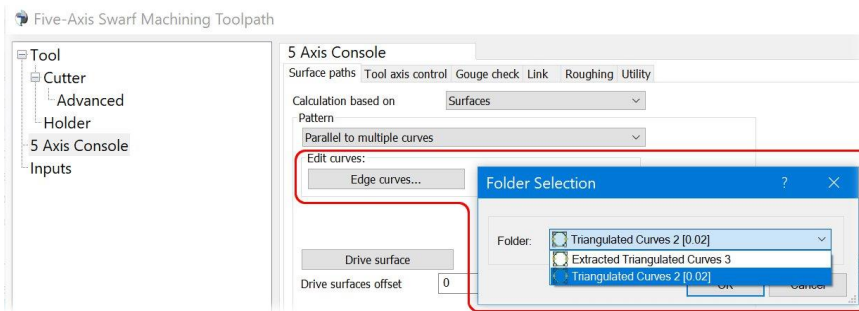 Five-Axis Swarf Machining Toolpath
Tool
Cutter
Advanced
Holder
5 Axis Console
Inputs
5 Axis Console
Surface paths Tool axis control Gouge check Link Roughing Utility
Calculation based on Surfaces
Pattern
Parallel to multiple curves
Edit curves:
Edge curves...
Drive surface
Drive surfaces offset 0
Folder Selection ? ×
Folder: Triangulated Curves 2 [0.02]
Extracted Triangulated Curves 3
Triangulated Curves 2 [0.02]
OK Cancel